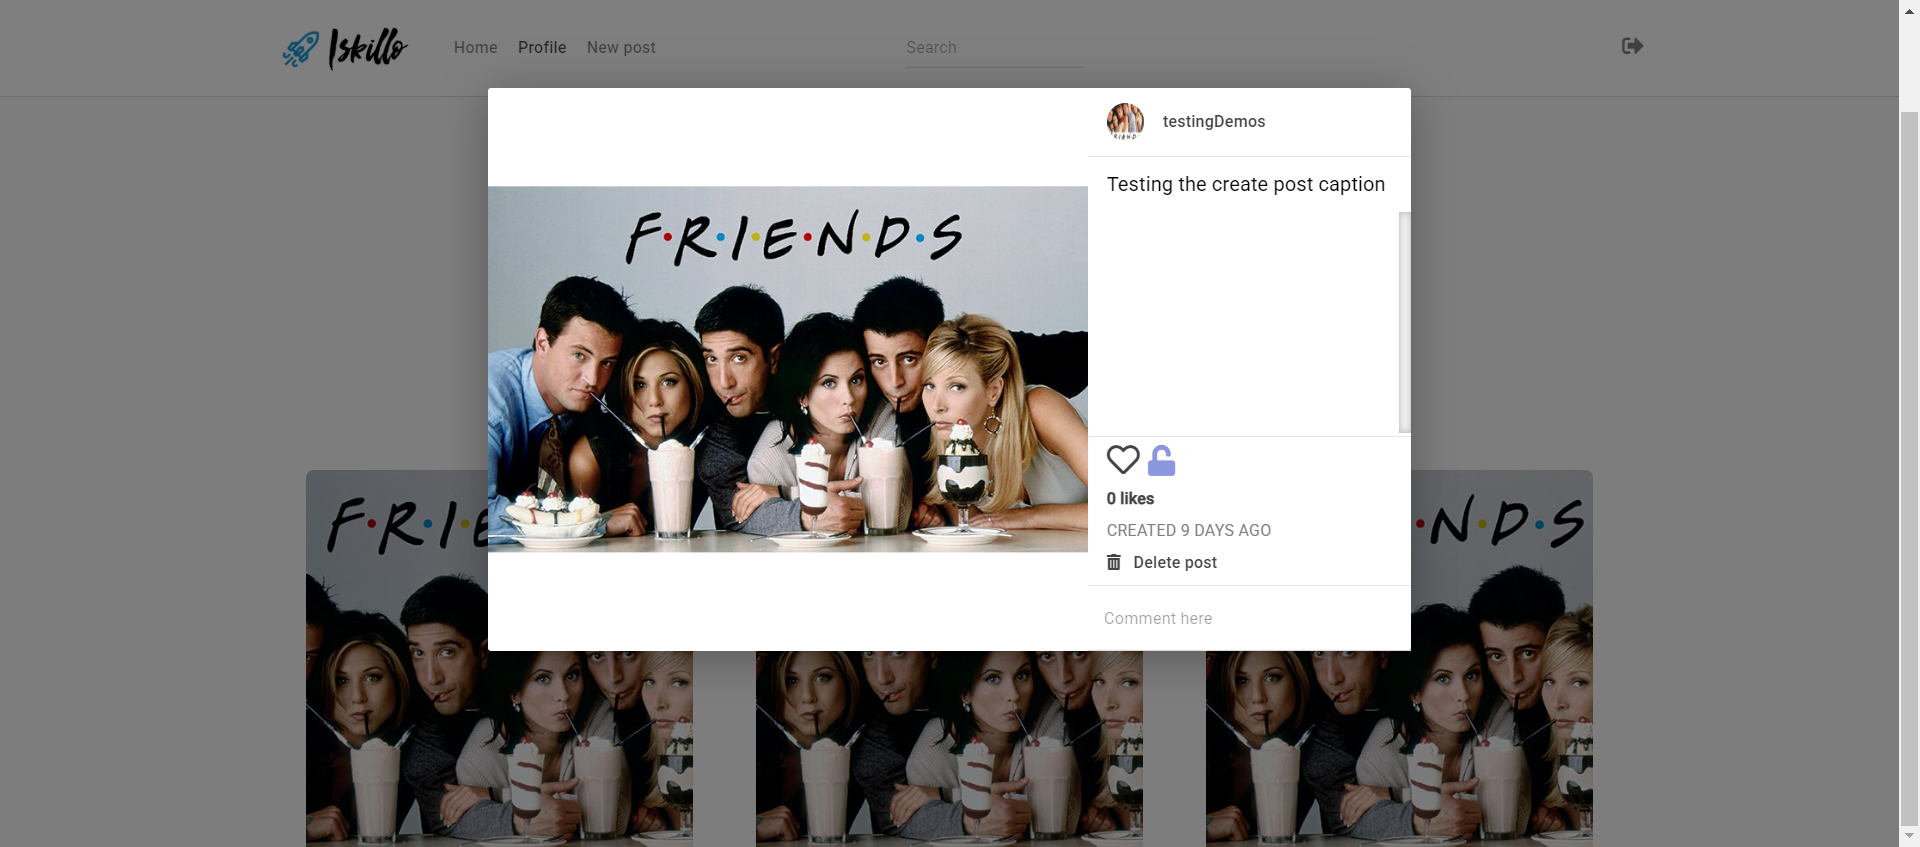 Iskillo
Home Profile New post
Search
testingDemos
Testing the create post caption
F·R·I·E·N·D·S
0 likes
CREATED 9 DAYS AGO
Delete post
Comment here
F·R·I·E
N·D·S